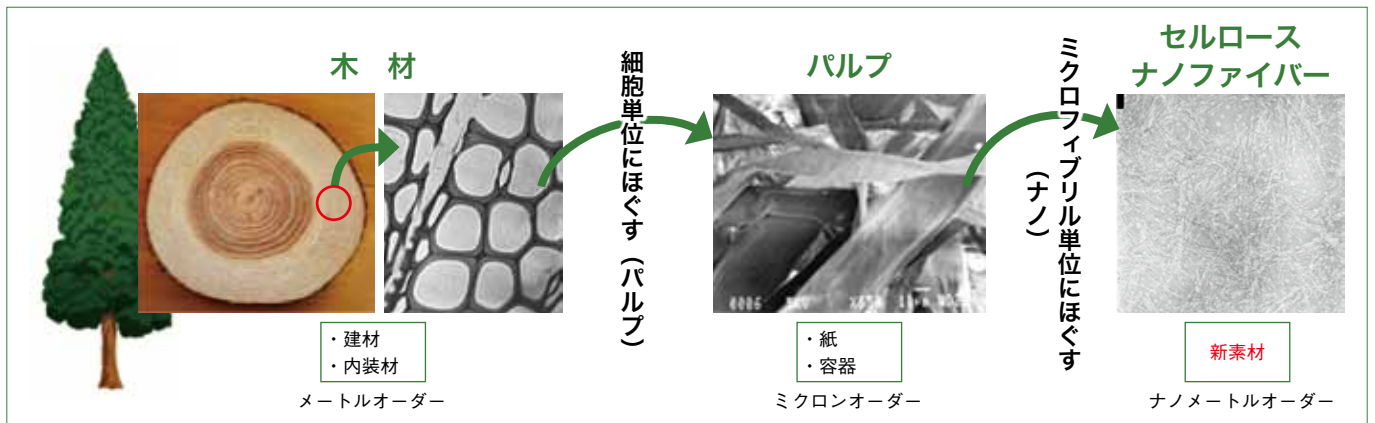 木　材
細胞単位にほぐす（パルプ）
パルプ
ミクロフィブリル単位にほぐす
（ナノ）
セルロース
ナノファイバー
・建材
・内装材
メートルオーダー
・紙
・容器
ミクロンオーダー
新素材
ナノメートルオーダー